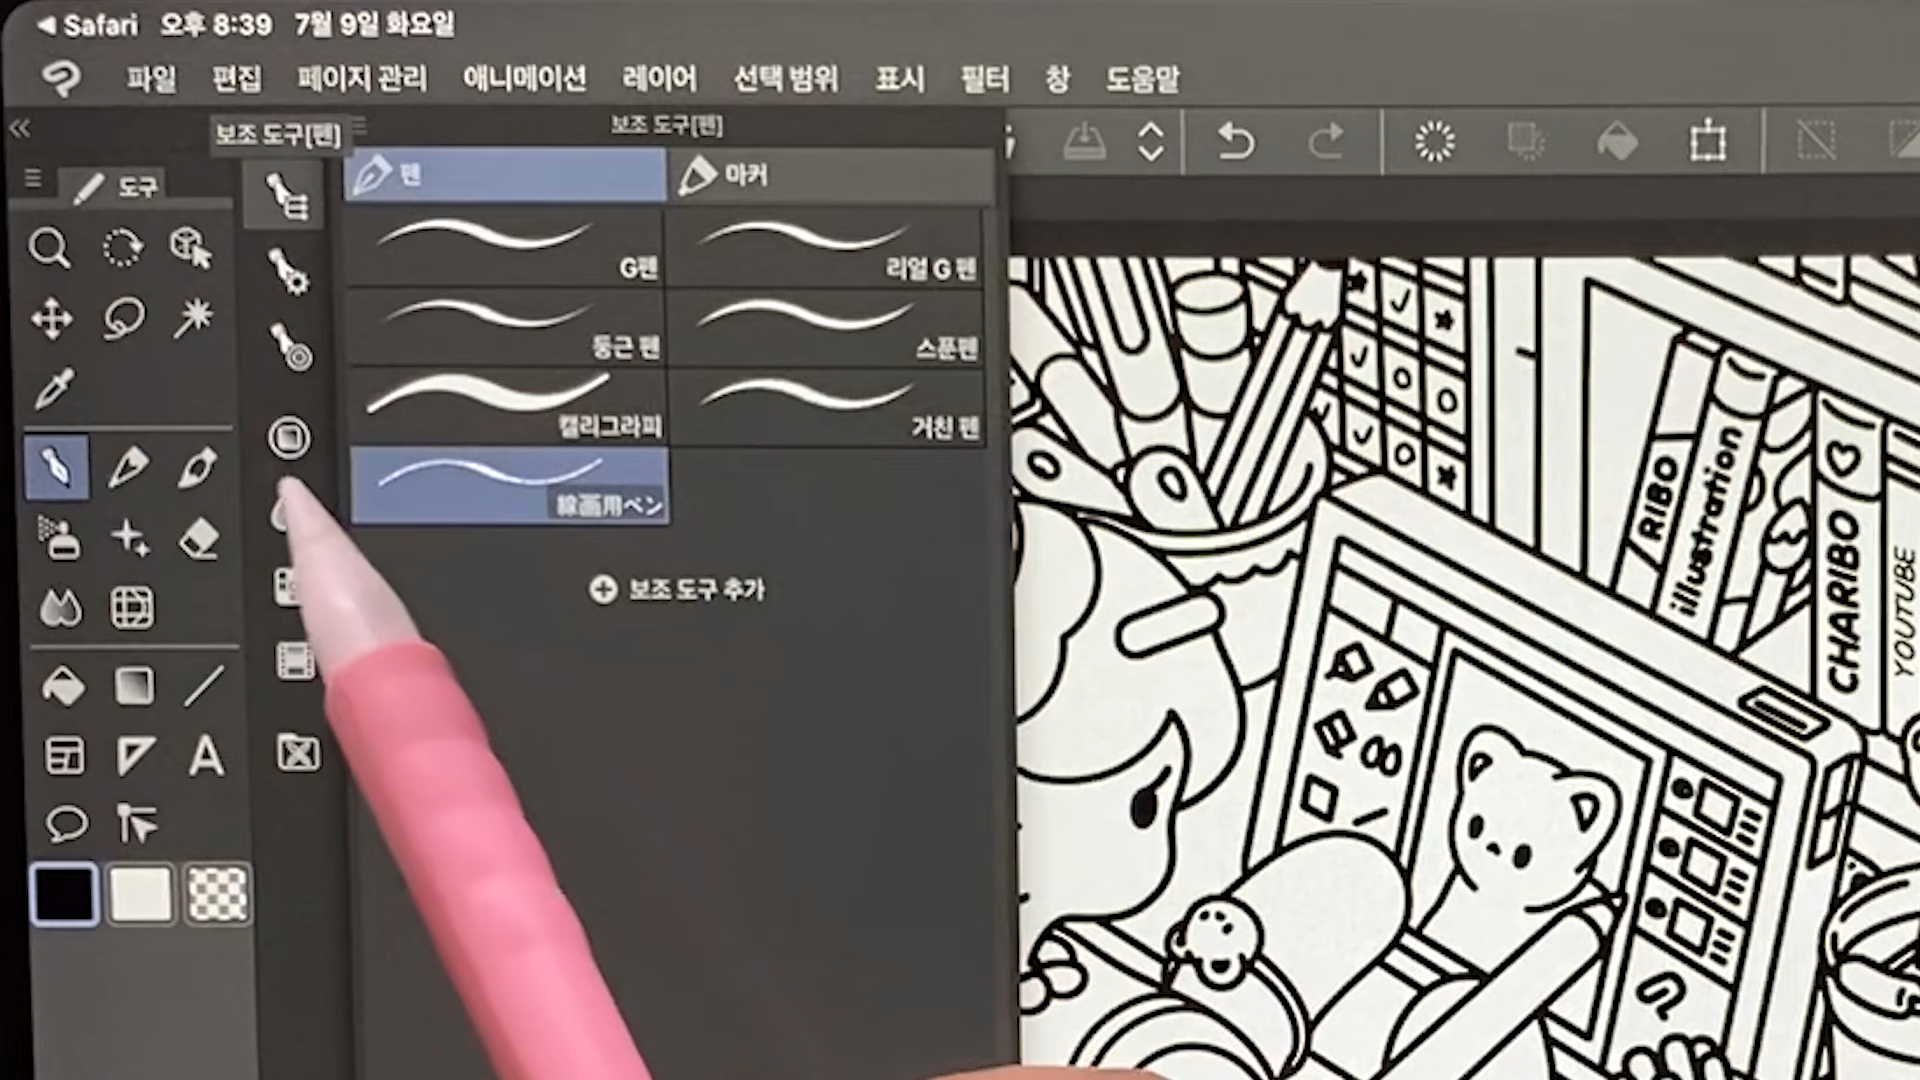 ◀ Safari 오후 8:39 7월 9일 화요일
파일 편집 페이지 관리 애니메이션 레이어 선택 범위 표시 필터 창 도움말
보조 도구[펜]
보조 도구[펜]
도구
펜
마커
G펜
리얼 G 펜
둥근 펜
스푼펜
캘리그라피
거친 펜
線画用ペン
보조 도구 추가
RIBO
illustration
CHARIBO
YOUTUBE